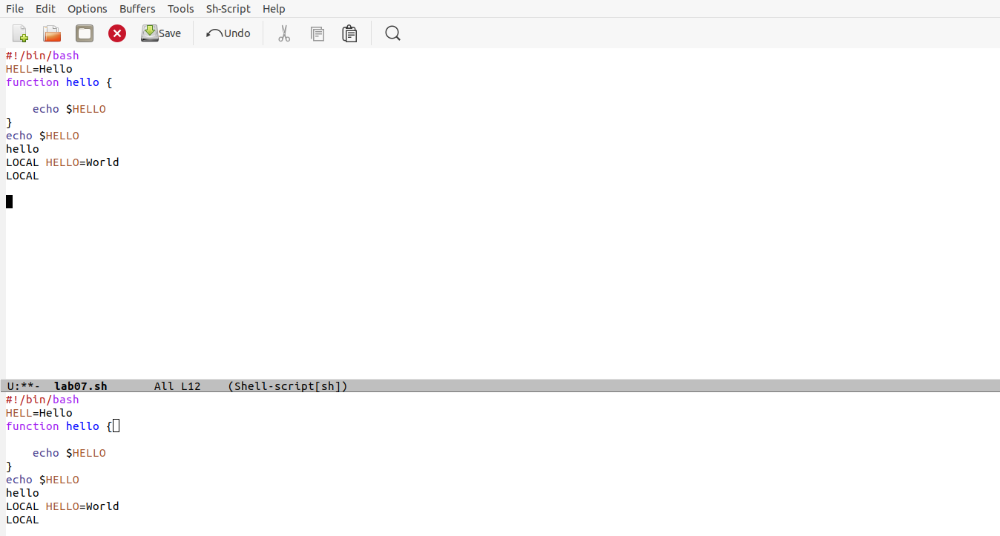 File Edit Options Buffers Tools Sh-Script Help
Save Undo
#!/bin/bash
HELL=Hello
function hello {
    echo $HELLO
}
echo $HELLO
hello
LOCAL HELLO=World
LOCAL
U:**-  lab07.sh       All L12    (Shell-script[sh])
#!/bin/bash
HELL=Hello
function hello {
    echo $HELLO
}
echo $HELLO
hello
LOCAL HELLO=World
LOCAL